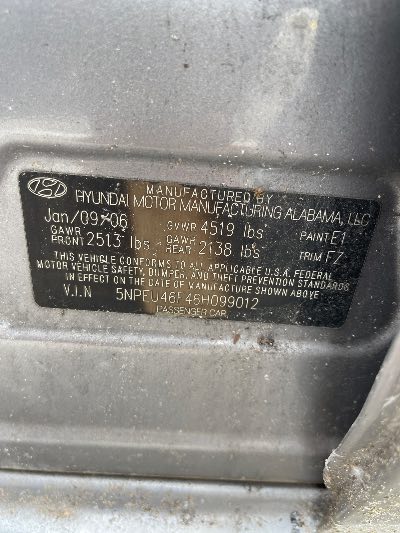 MANUFACTURED BY
HYUNDAI MOTOR MANUFACTURING ALABAMA, LLC
Jan/09/06 GVWR 4519 lbs PAINT E1
GAWR FRONT 2513 lbs GAWR REAR 2138 lbs TRIM FZ
THIS VEHICLE CONFORMS TO ALL APPLICABLE U.S.A. FEDERAL
MOTOR VEHICLE SAFETY, BUMPER, AND THEFT PREVENTION STANDARDS
IN EFFECT ON THE DATE OF MANUFACTURE SHOWN ABOVE.
V.I.N 5NPEU46F46H099012
PASSENGER CAR